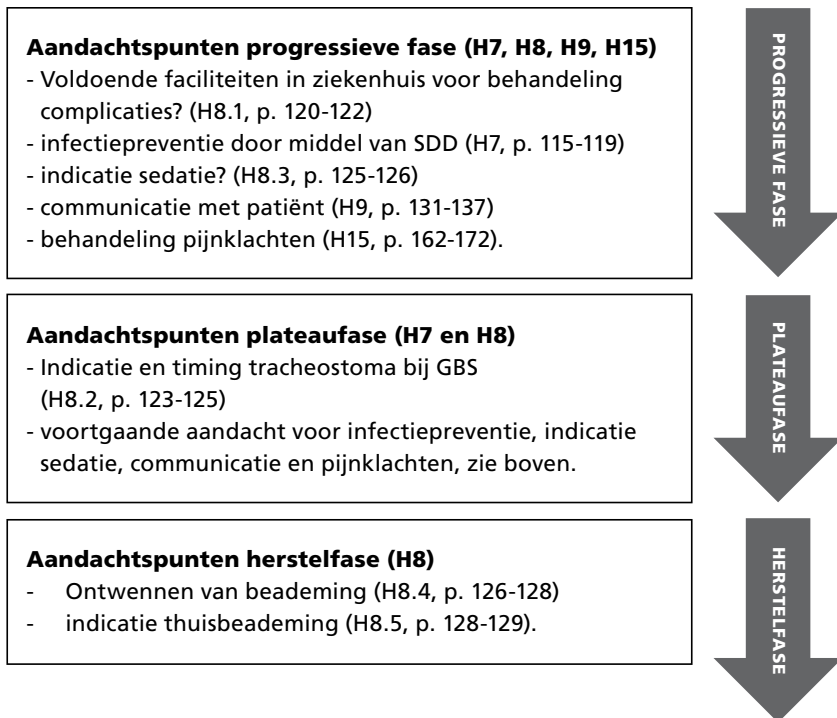 Aandachtspunten progressieve fase (H7, H8, H9, H15)
- Voldoende faciliteiten in ziekenhuis voor behandeling
complicaties? (H8.1, p. 120-122)
- infectiepreventie door middel van SDD (H7, p. 115-119)
- indicatie sedatie? (H8.3, p. 125-126)
- communicatie met patiënt (H9, p. 131-137)
- behandeling pijnklachten (H15, p. 162-172).
PROGRESSIEVE FASE
Aandachtspunten plateaufase (H7 en H8)
- Indicatie en timing tracheostoma bij GBS
(H8.2, p. 123-125)
- voortgaande aandacht voor infectiepreventie, indicatie
sedatie, communicatie en pijnklachten, zie boven.
PLATEAUFASE
Aandachtspunten herstelfase (H8)
- Ontwennen van beademing (H8.4, p. 126-128)
- indicatie thuisbeademing (H8.5, p. 128-129).
HERSTELFASE